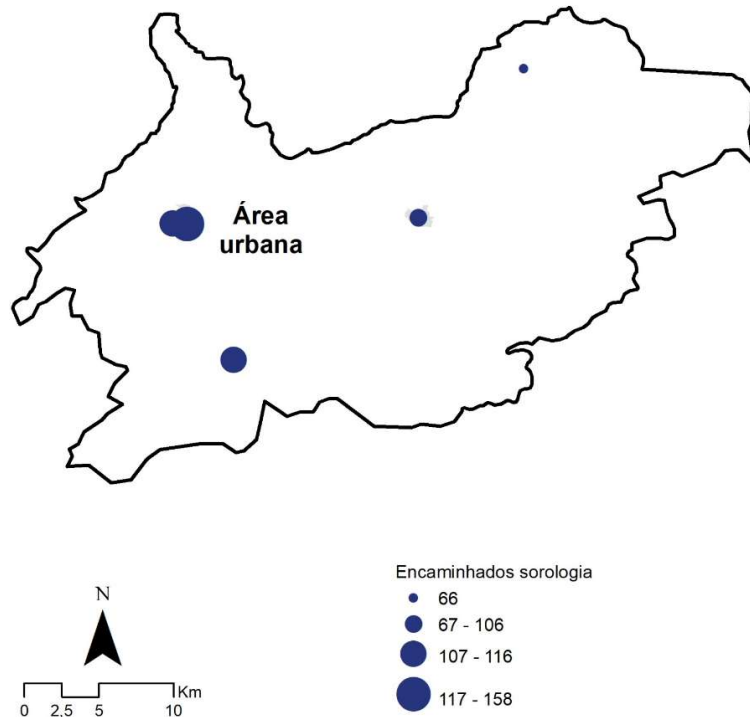 Área
urbana
Encaminhados sorologia
66
67 - 106
107 - 116
117 - 158
N
Km
0 2.5 5 10